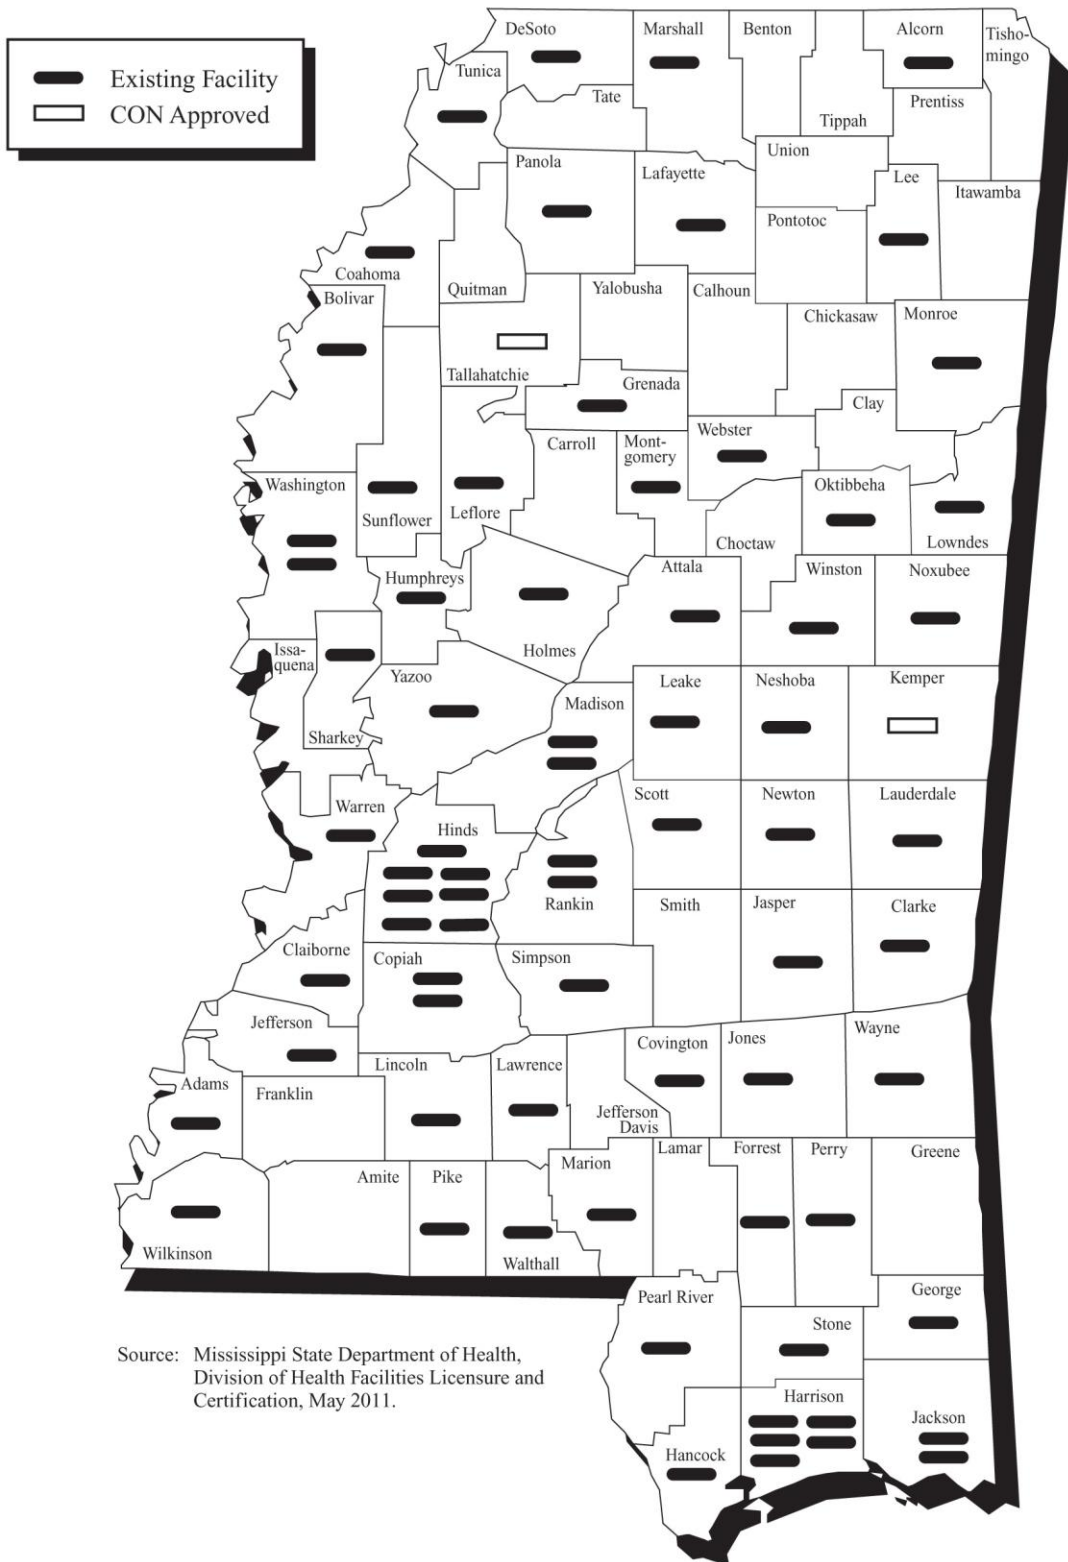 Existing Facility
CON Approved
DeSoto
Marshall
Benton
Alcorn
Tisho-
mingo
Tunica
Tate
Tippah
Prentiss
Panola
Lafayette
Union
Lee
Itawamba
Pontotoc
Coahoma
Quitman
Yalobusha
Calhoun
Bolivar
Chickasaw
Monroe
Tallahatchie
Grenada
Clay
Carroll
Mont-
gomery
Webster
Washington
Sunflower
Leflore
Oktibbeha
Choctaw
Lowndes
Humphreys
Attala
Winston
Noxubee
Holmes
Issa-
quena
Yazoo
Leake
Neshoba
Kemper
Madison
Sharkey
Warren
Scott
Newton
Lauderdale
Hinds
Rankin
Smith
Jasper
Clarke
Claiborne
Copiah
Simpson
Jefferson
Covington
Jones
Wayne
Adams
Franklin
Lincoln
Lawrence
Jefferson
Davis
Amite
Pike
Marion
Lamar
Forrest
Perry
Greene
Wilkinson
Walthall
Pearl River
George
Stone
Source: Mississippi State Department of Health,
Division of Health Facilities Licensure and
Certification, May 2011.
Harrison
Jackson
Hancock